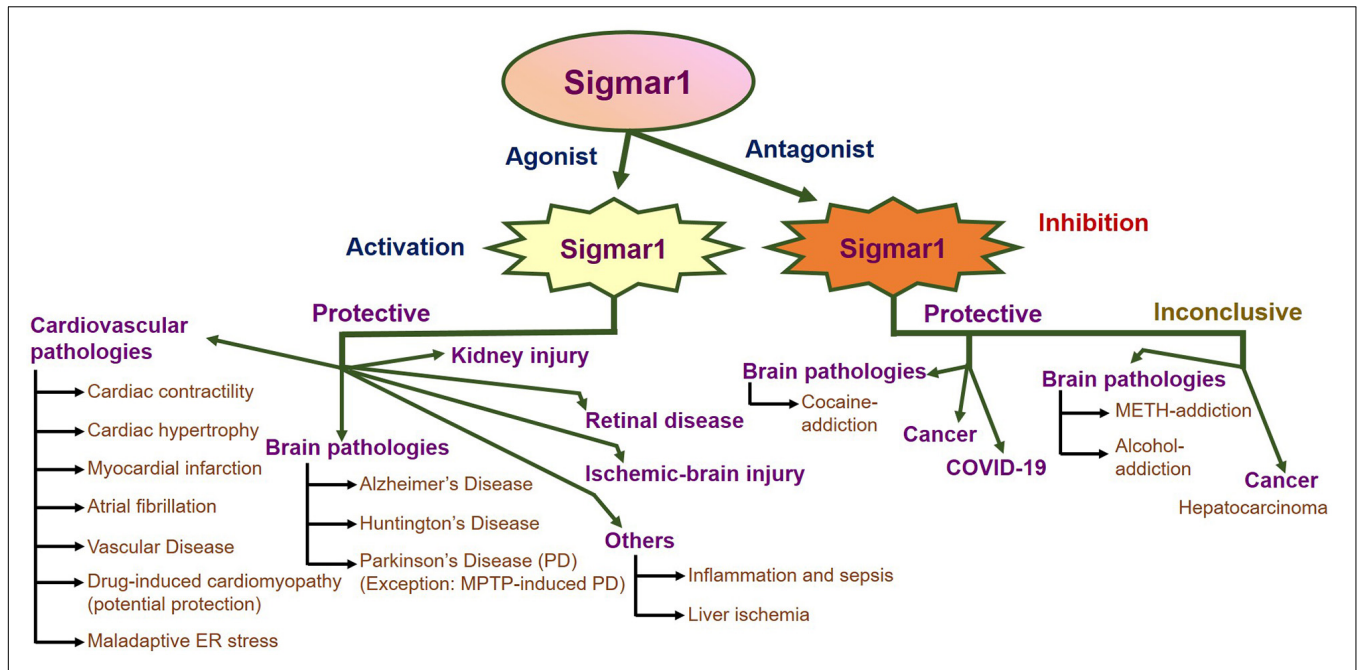 Sigmar1
Agonist
Antagonist
Activation
Sigmar1
Sigmar1
Inhibition
Protective
Cardiovascular
pathologies
Cardiac contractility
Cardiac hypertrophy
Myocardial infarction
Atrial fibrillation
Vascular Disease
Drug-induced cardiomyopathy
(potential protection)
Maladaptive ER stress
Brain pathologies
Alzheimer's Disease
Huntington's Disease
Parkinson's Disease (PD)
(Exception: MPTP-induced PD)
Kidney injury
Retinal disease
Ischemic-brain injury
Others
Inflammation and sepsis
Liver ischemia
Protective
Brain pathologies
Cocaine-
addiction
Cancer
COVID-19
Inconclusive
Brain pathologies
METH-addiction
Alcohol-
addiction
Cancer
Hepatocarcinoma